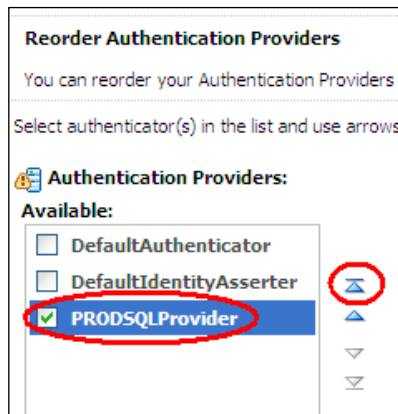 Reorder Authentication Providers
You can reorder your Authentication Providers
Select authenticator(s) in the list and use arrows
Authentication Providers:
Available:
DefaultAuthenticator
DefaultIdentityAsserter
PRODSQLProvider